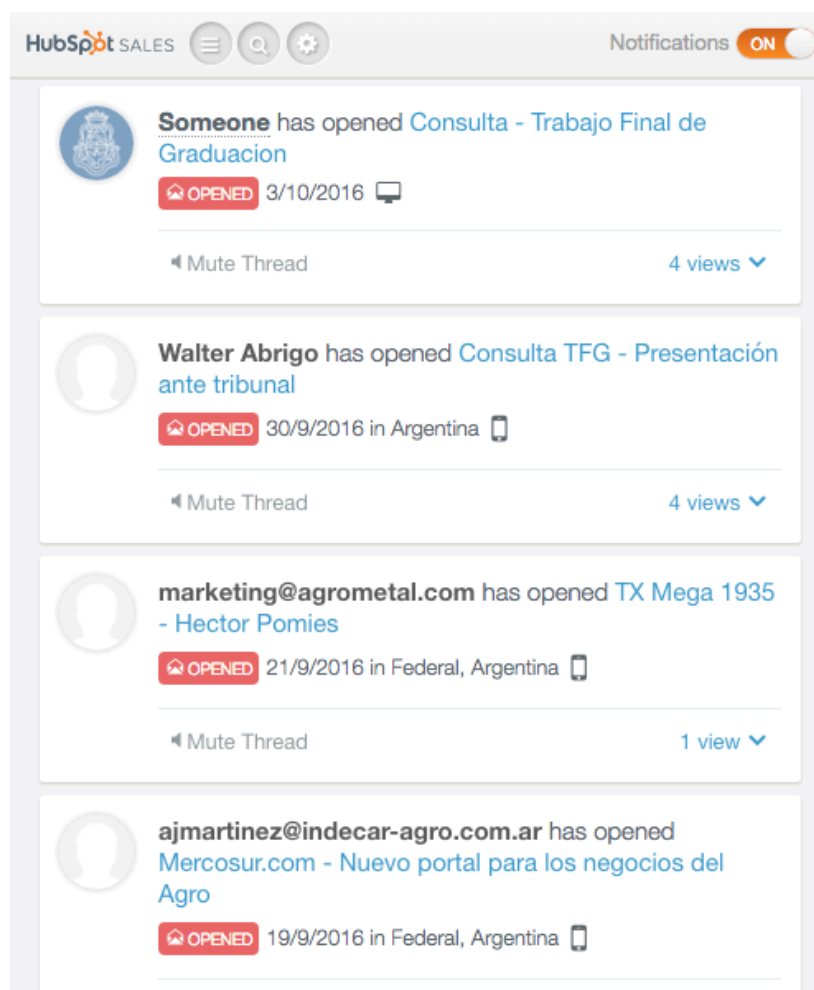 HubSpot SALES
Notifications ON
Someone has opened Consulta - Trabajo Final de
Graduacion
OPENED 3/10/2016
Mute Thread
4 views
Walter Abrigo has opened Consulta TFG - Presentación
ante tribunal
OPENED 30/9/2016 in Argentina
Mute Thread
4 views
marketing@agrometal.com has opened TX Mega 1935
- Hector Pomies
OPENED 21/9/2016 in Federal, Argentina
Mute Thread
1 view
ajmartinez@indecar-agro.com.ar has opened
Mercosur.com - Nuevo portal para los negocios del
Agro
OPENED 19/9/2016 in Federal, Argentina